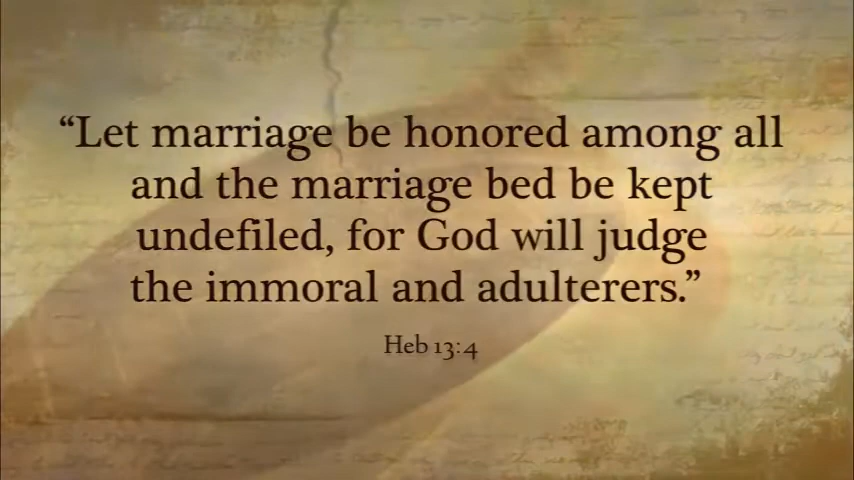 “Let marriage be honored among all
and the marriage bed be kept
undefiled, for God will judge
the immoral and adulterers.”
Heb 13:4